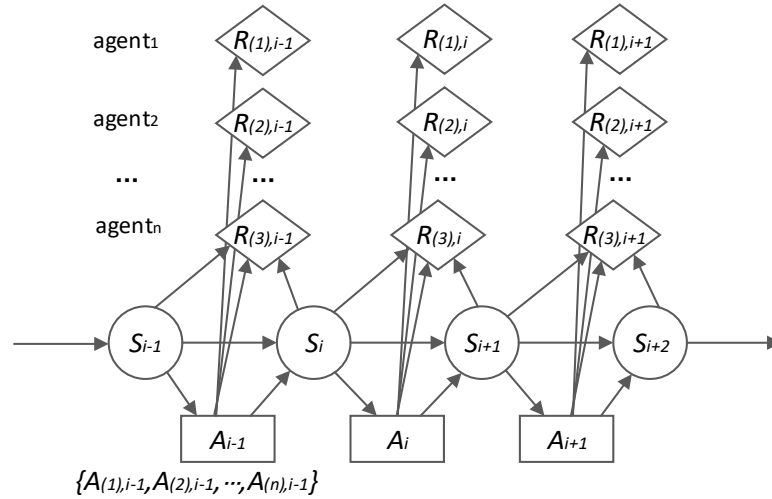 agent1 R(1),i-1 R(1),i R(1),i+1
agent2 R(2),i-1 R(2),i R(2),i+1
... ... ... ...
agentn R(3),i-1 R(3),i R(3),i+1
Si-1 Si Si+1 Si+2
Ai-1 Ai Ai+1
{A(1),i-1,A(2),i-1,...,A(n),i-1}